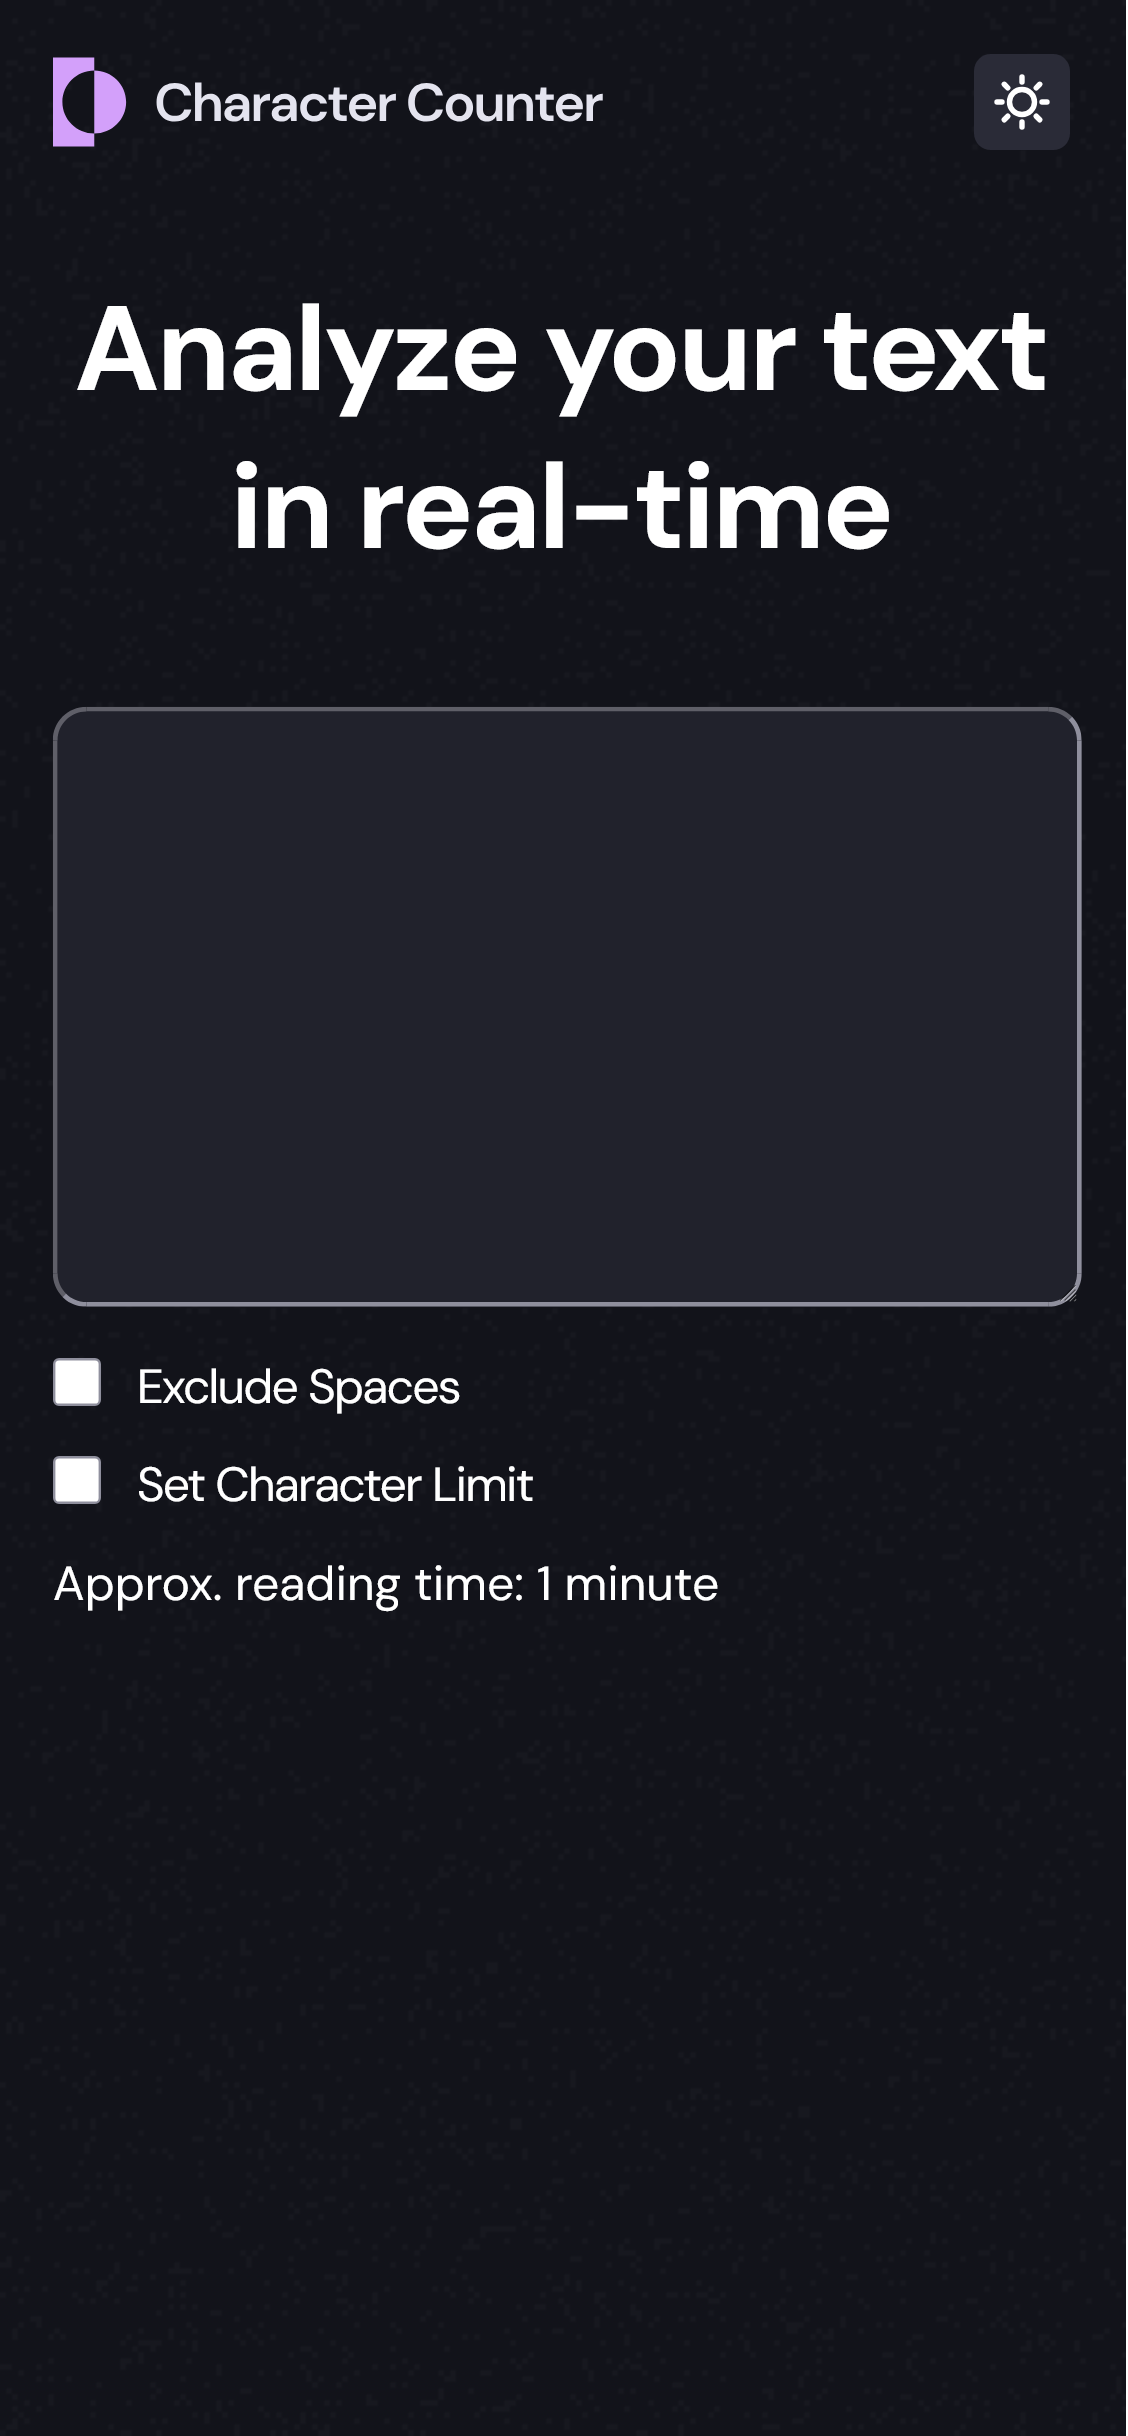 Character Counter
Analyze your text
in real-time
Exclude Spaces
Set Character Limit
Approx. reading time: 1 minute